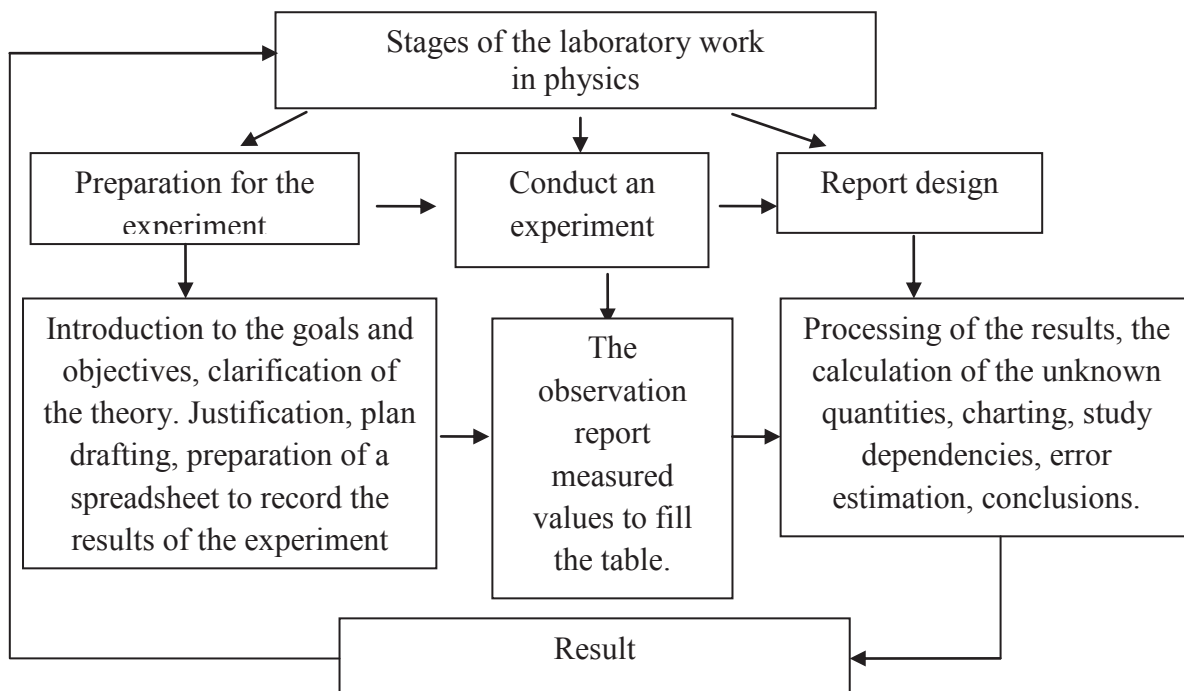 Stages of the laboratory work
in physics
Preparation for the
experiment
Conduct an
experiment
Report design
Introduction to the goals and
objectives, clarification of
the theory. Justification, plan
drafting, preparation of a
spreadsheet to record the
results of the experiment
The
observation
report
measured
values to fill
the table.
Processing of the results, the
calculation of the unknown
quantities, charting, study
dependencies, error
estimation, conclusions.
Result